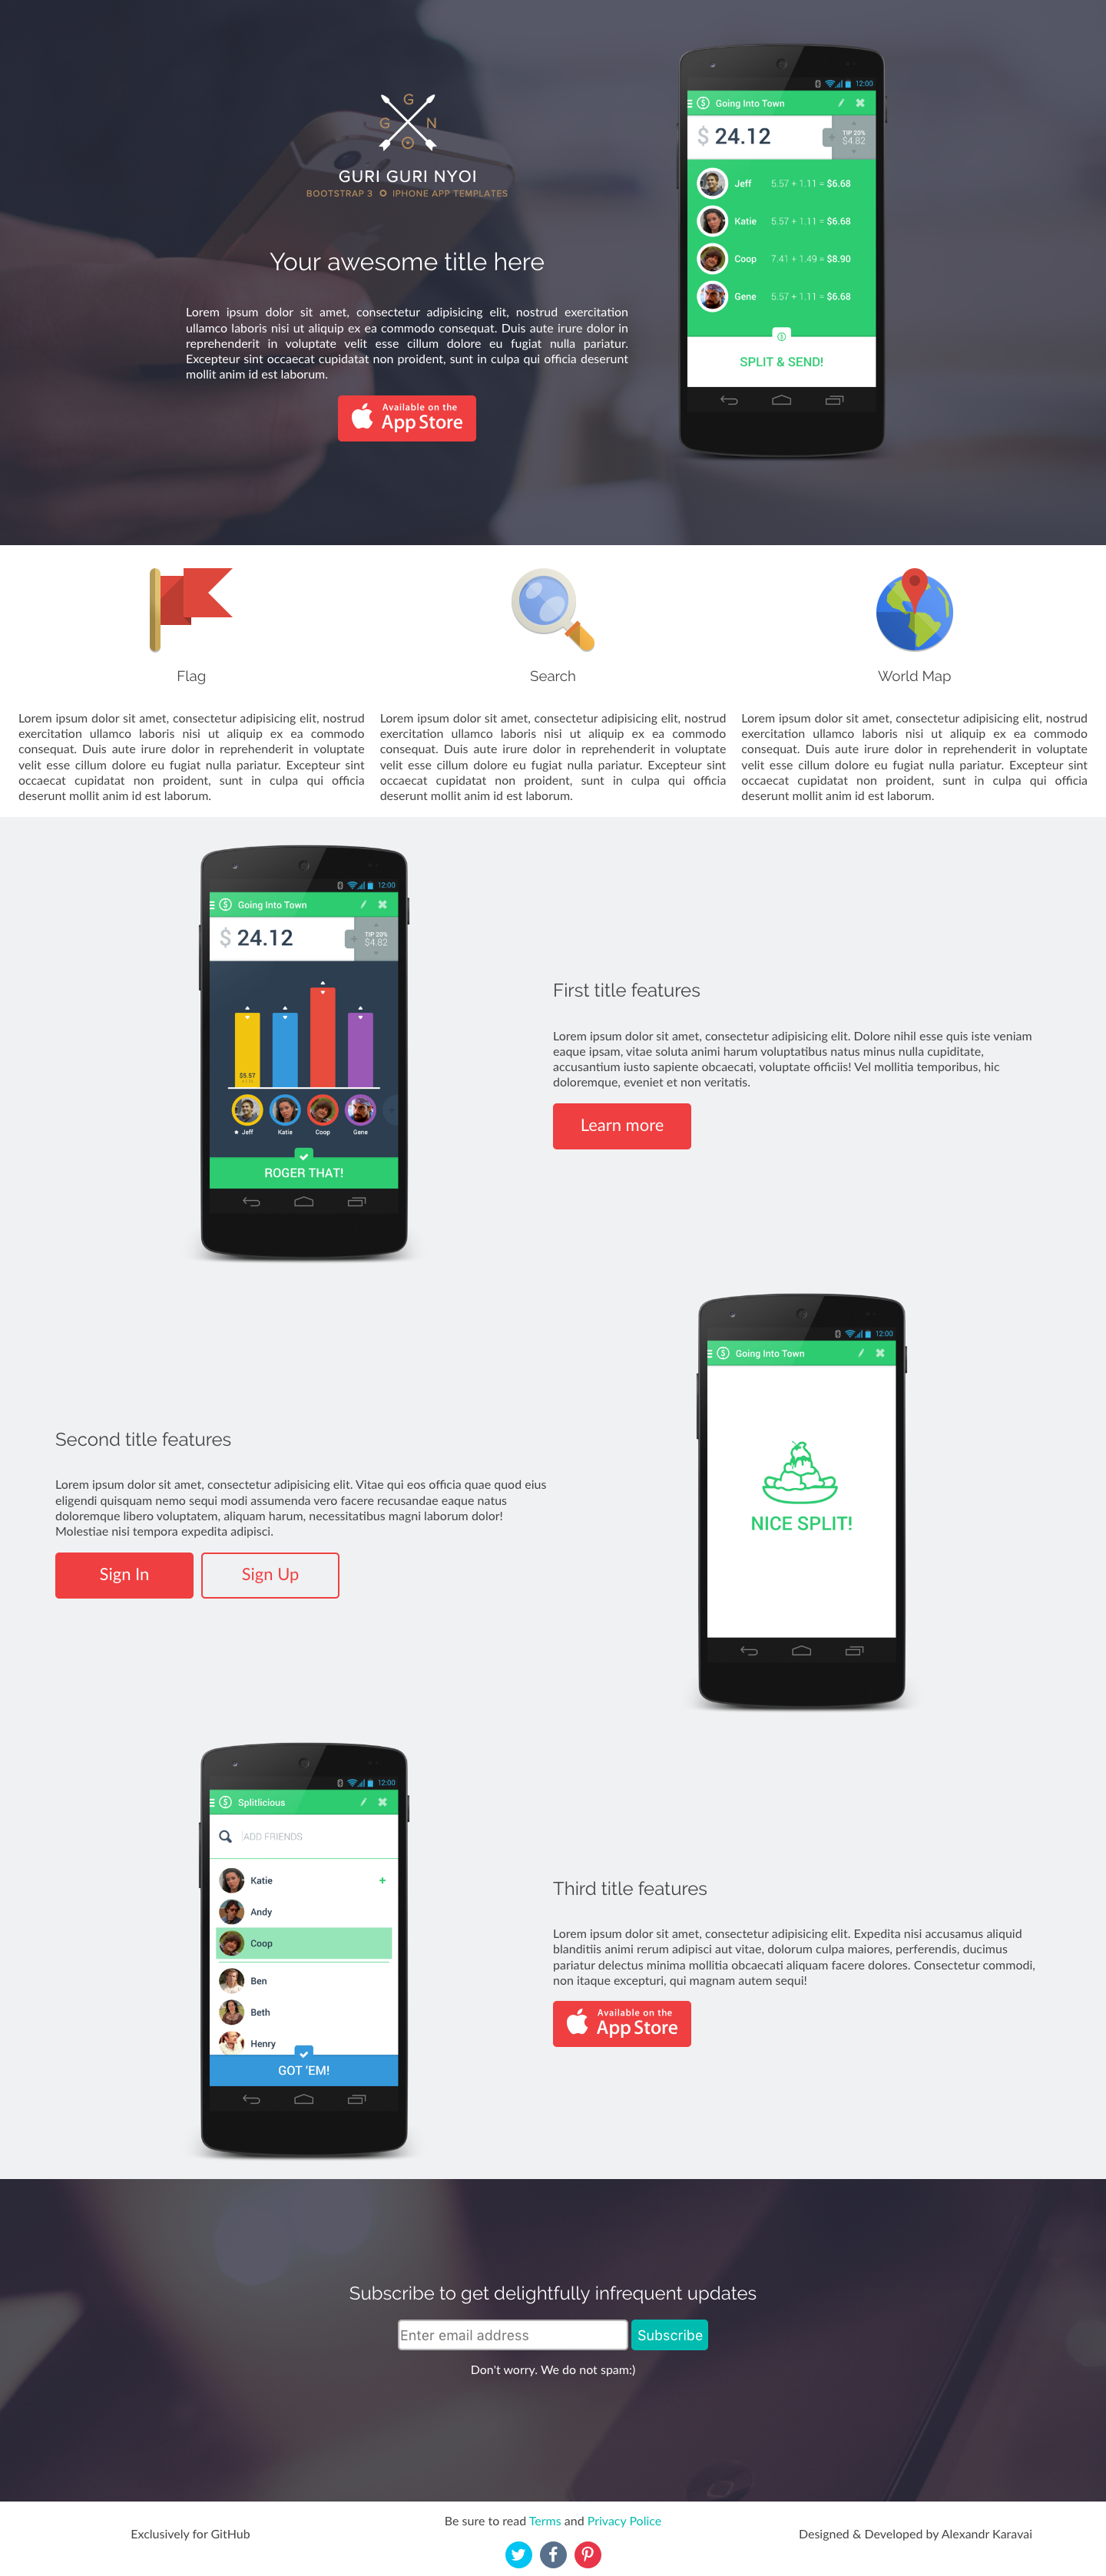 G
G N
GURI GURI NYOI
BOOTSTRAP 3 IPHONE APP TEMPLATES
Your awesome title here
Lorem ipsum dolor sit amet, consectetur adipisicing elit, nostrud exercitation
ullamco laboris nisi ut aliquip ex ea commodo consequat. Duis aute irure dolor in
reprehenderit in voluptate velit esse cillum dolore eu fugiat nulla pariatur.
Excepteur sint occaecat cupidatat non proident, sunt in culpa qui officia deserunt
mollit anim id est laborum.
Available on the
App Store
12:00
Going Into Town
$ 24.12
TIP 20%
$4.82
Jeff 5.57 + 1.11 = $6.68
Katie 5.57 + 1.11 = $6.68
Coop 7.41 + 1.49 = $8.90
Gene 5.57 + 1.11 = $6.68
SPLIT & SEND!
Flag
Lorem ipsum dolor sit amet, consectetur adipisicing elit, nostrud
exercitation ullamco laboris nisi ut aliquip ex ea commodo
consequat. Duis aute irure dolor in reprehenderit in voluptate
velit esse cillum dolore eu fugiat nulla pariatur. Excepteur sint
occaecat cupidatat non proident, sunt in culpa qui officia
deserunt mollit anim id est laborum.
Search
Lorem ipsum dolor sit amet, consectetur adipisicing elit, nostrud
exercitation ullamco laboris nisi ut aliquip ex ea commodo
consequat. Duis aute irure dolor in reprehenderit in voluptate
velit esse cillum dolore eu fugiat nulla pariatur. Excepteur sint
occaecat cupidatat non proident, sunt in culpa qui officia
deserunt mollit anim id est laborum.
World Map
Lorem ipsum dolor sit amet, consectetur adipisicing elit, nostrud
exercitation ullamco laboris nisi ut aliquip ex ea commodo
consequat. Duis aute irure dolor in reprehenderit in voluptate
velit esse cillum dolore eu fugiat nulla pariatur. Excepteur sint
occaecat cupidatat non proident, sunt in culpa qui officia
deserunt mollit anim id est laborum.
12:00
Going Into Town
$ 24.12
TIP 20%
$4.82
$5.57
Jeff Katie Coop Gene
ROGER THAT!
First title features
Lorem ipsum dolor sit amet, consectetur adipisicing elit. Dolore nihil esse quis iste veniam
eaque ipsam, vitae soluta animi harum voluptatibus natus minus nulla cupiditate,
accusantium iusto sapiente obcaecati, voluptate officiis! Vel mollitia temporibus, hic
doloremque, eveniet et non veritatis.
Learn more
Second title features
Lorem ipsum dolor sit amet, consectetur adipisicing elit. Vitae qui eos officia quae quod eius
eligendi quisquam nemo sequi modi assumenda vero facere recusandae eaque natus
doloremque libero voluptatem, aliquam harum, necessitatibus magni laborum dolor!
Molestiae nisi tempora expedita adipisci.
Sign In
Sign Up
12:00
Going Into Town
NICE SPLIT!
12:00
Splitlicious
ADD FRIENDS
Katie +
Andy
Coop
Ben
Beth
Henry
GOT 'EM!
Third title features
Lorem ipsum dolor sit amet, consectetur adipisicing elit. Expedita nisi accusamus aliquid
blanditiis animi rerum adipisci aut vitae, dolorum culpa maiores, perferendis, ducimus
pariatur delectus minima mollitia obcaecati aliquam facere dolores. Consectetur commodi,
non itaque excepturi, qui magnam autem sequi!
Available on the
App Store
Subscribe to get delightfully infrequent updates
Enter email address
Subscribe
Don't worry. We do not spam:)
Exclusively for GitHub
Be sure to read Terms and Privacy Police
Designed & Developed by Alexandr Karavai